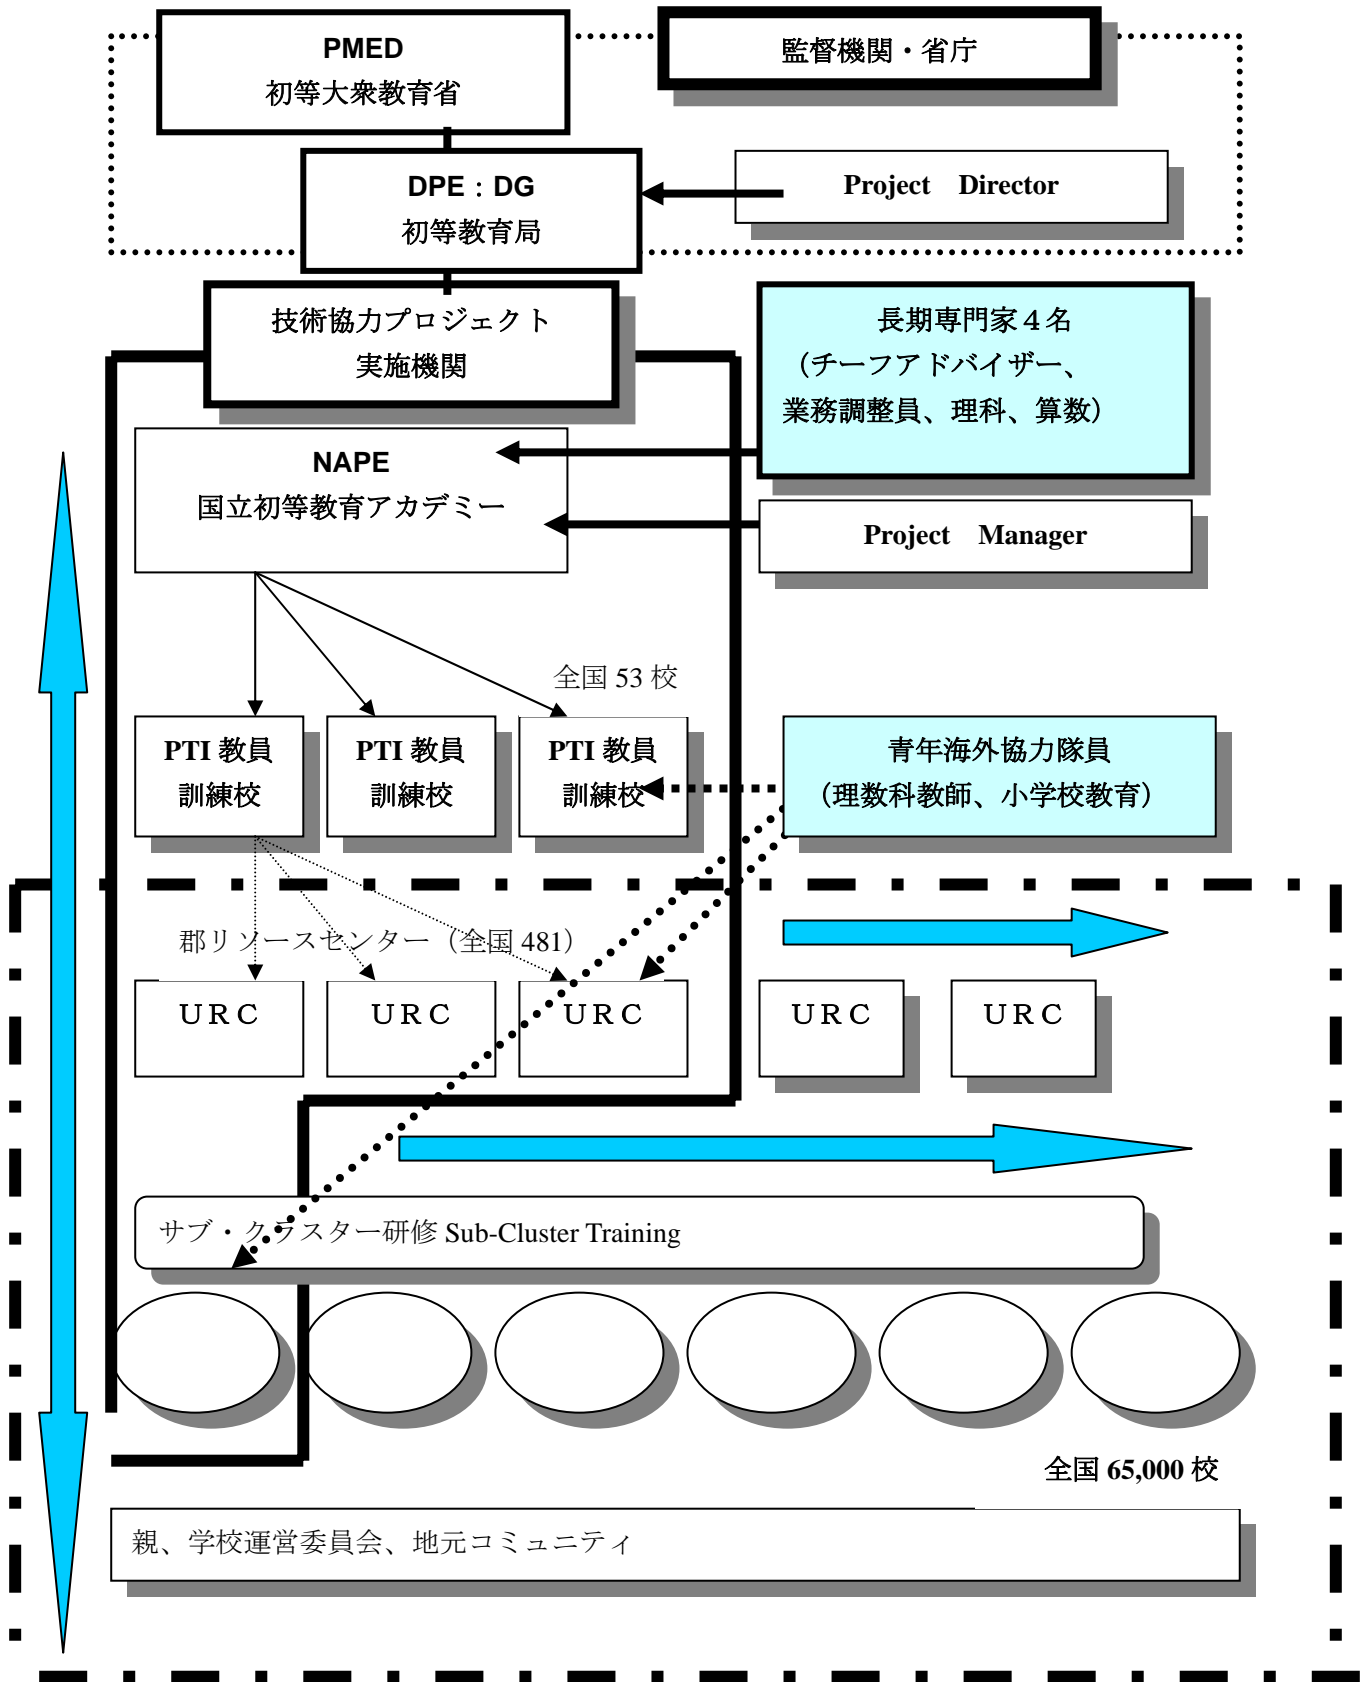 PMED
初等大衆教育省
監督機関・省庁
DPE：DG
初等教育局
Project　Director
技術協力プロジェクト
実施機関
長期専門家４名
（チーフアドバイザー、
業務調整員、理科、算数）
NAPE
国立初等教育アカデミー
Project　Manager
全国 53 校
PTI 教員
訓練校
PTI 教員
訓練校
PTI 教員
訓練校
青年海外協力隊員
（理数科教師、小学校教育）
郡リソースセンター（全国 481）
ＵＲＣ
ＵＲＣ
ＵＲＣ
ＵＲＣ
ＵＲＣ
サブ・クラスター研修 Sub-Cluster Training
全国 65,000 校
親、学校運営委員会、地元コミュニティ